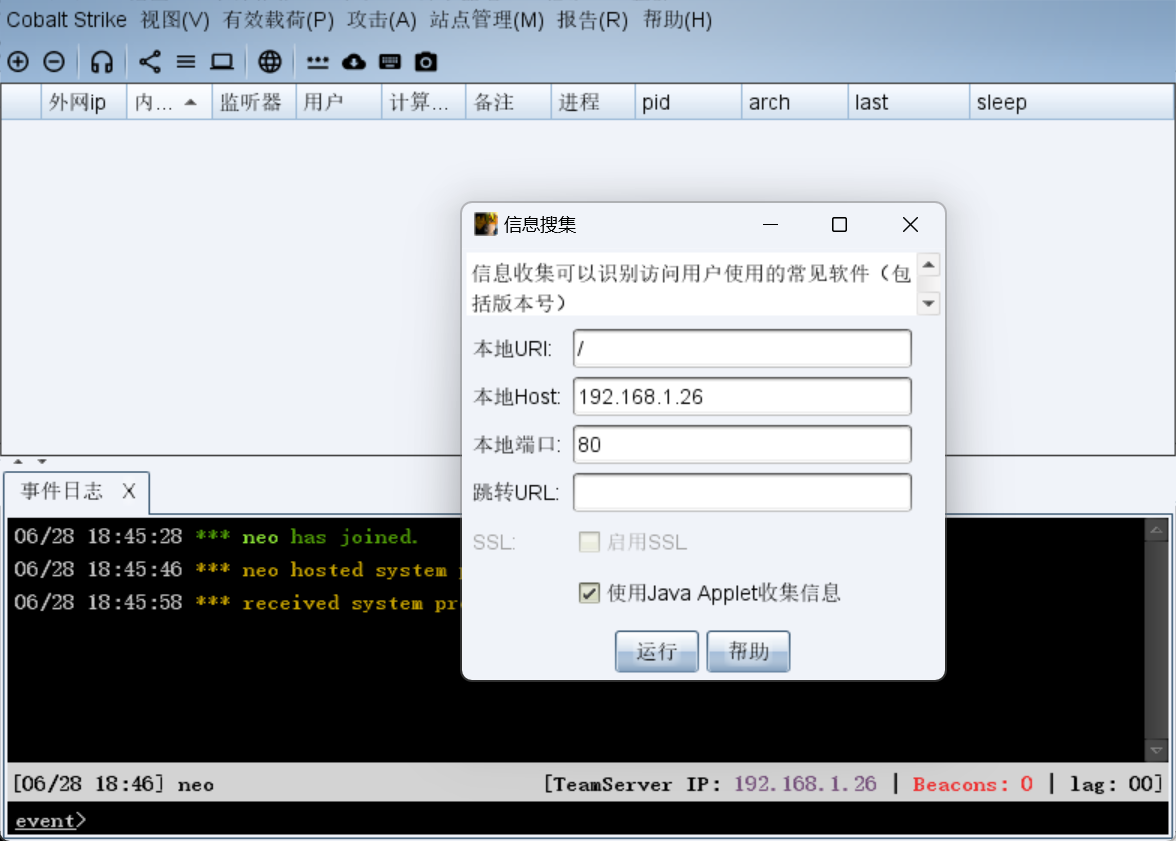 Cobalt Strike 视图(V) 有效载荷(P) 攻击(A) 站点管理(M) 报告(R) 帮助(H)
外网ip 内... 监听器 用户 计算... 备注 进程 pid arch last sleep
信息搜集
信息收集可以识别访问用户使用的常见软件（包
括版本号）
本地URI: /
本地Host: 192.168.1.26
本地端口: 80
跳转URL:
SSL: 启用SSL
使用Java Applet收集信息
运行 帮助
事件日志 X
06/28 18:45:28 *** neo has joined.
06/28 18:45:46 *** neo hosted system
06/28 18:45:58 *** received system pr
[06/28 18:46] neo [TeamServer IP: 192.168.1.26 | Beacons: 0 | lag: 00]
event>